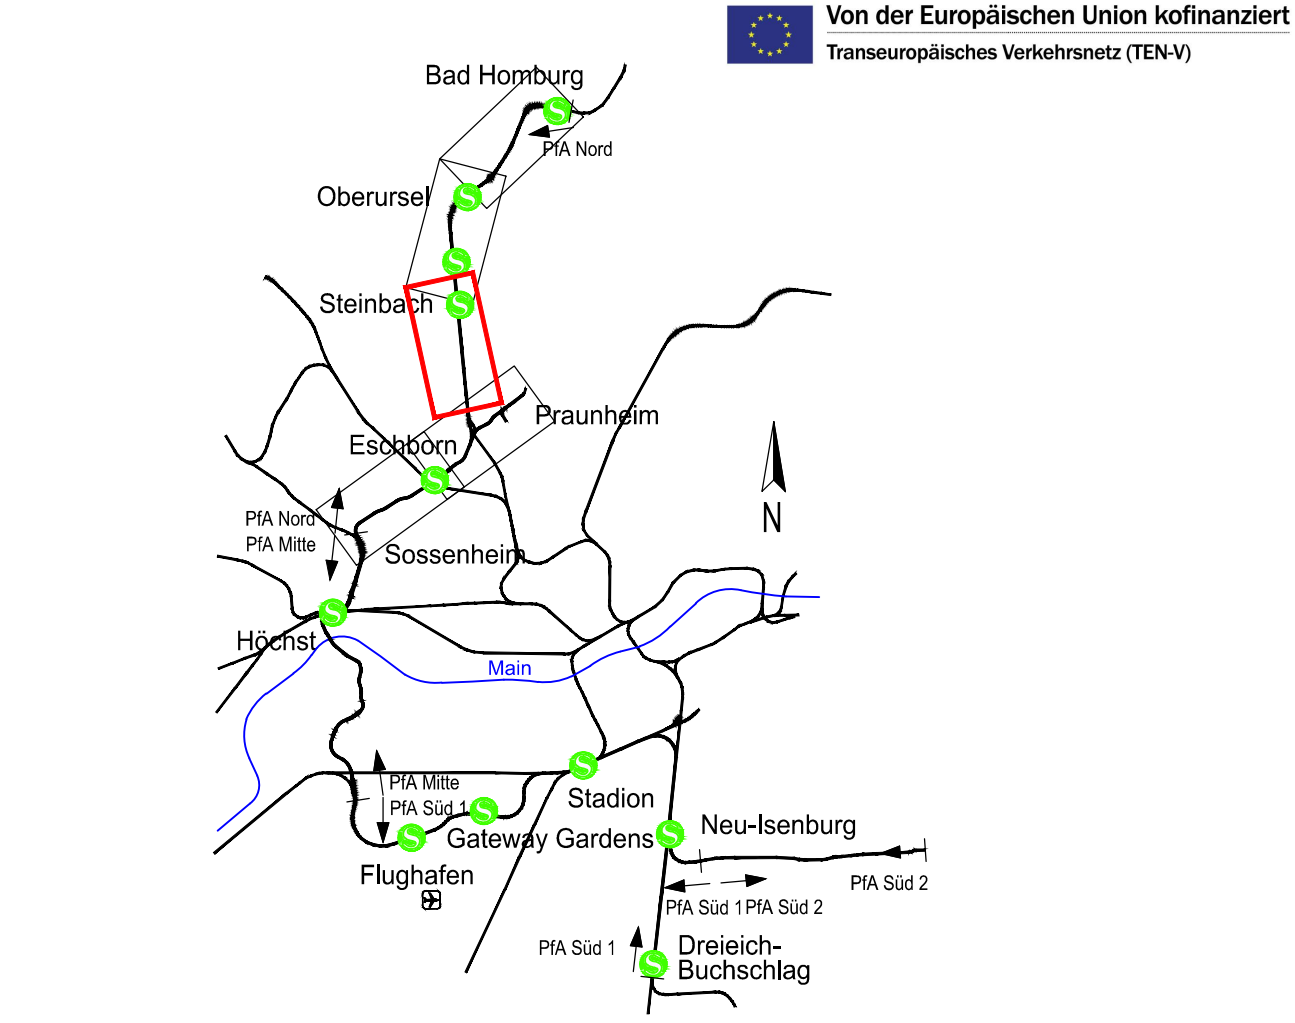 Von der Europäischen Union kofinanziert
Transeuropäisches Verkehrsnetz (TEN-V)
Bad Homburg
PfA Nord
Oberursel
Steinbach
Praunheim
Eschborn
N
PfA Nord
PfA Mitte
Sossenheim
Höchst
Main
PfA Mitte
PfA Süd 1
Stadion
Gateway Gardens
Neu-Isenburg
Flughafen
PfA Süd 2
PfA Süd 1 PfA Süd 2
PfA Süd 1
Dreieich-
Buchschlag